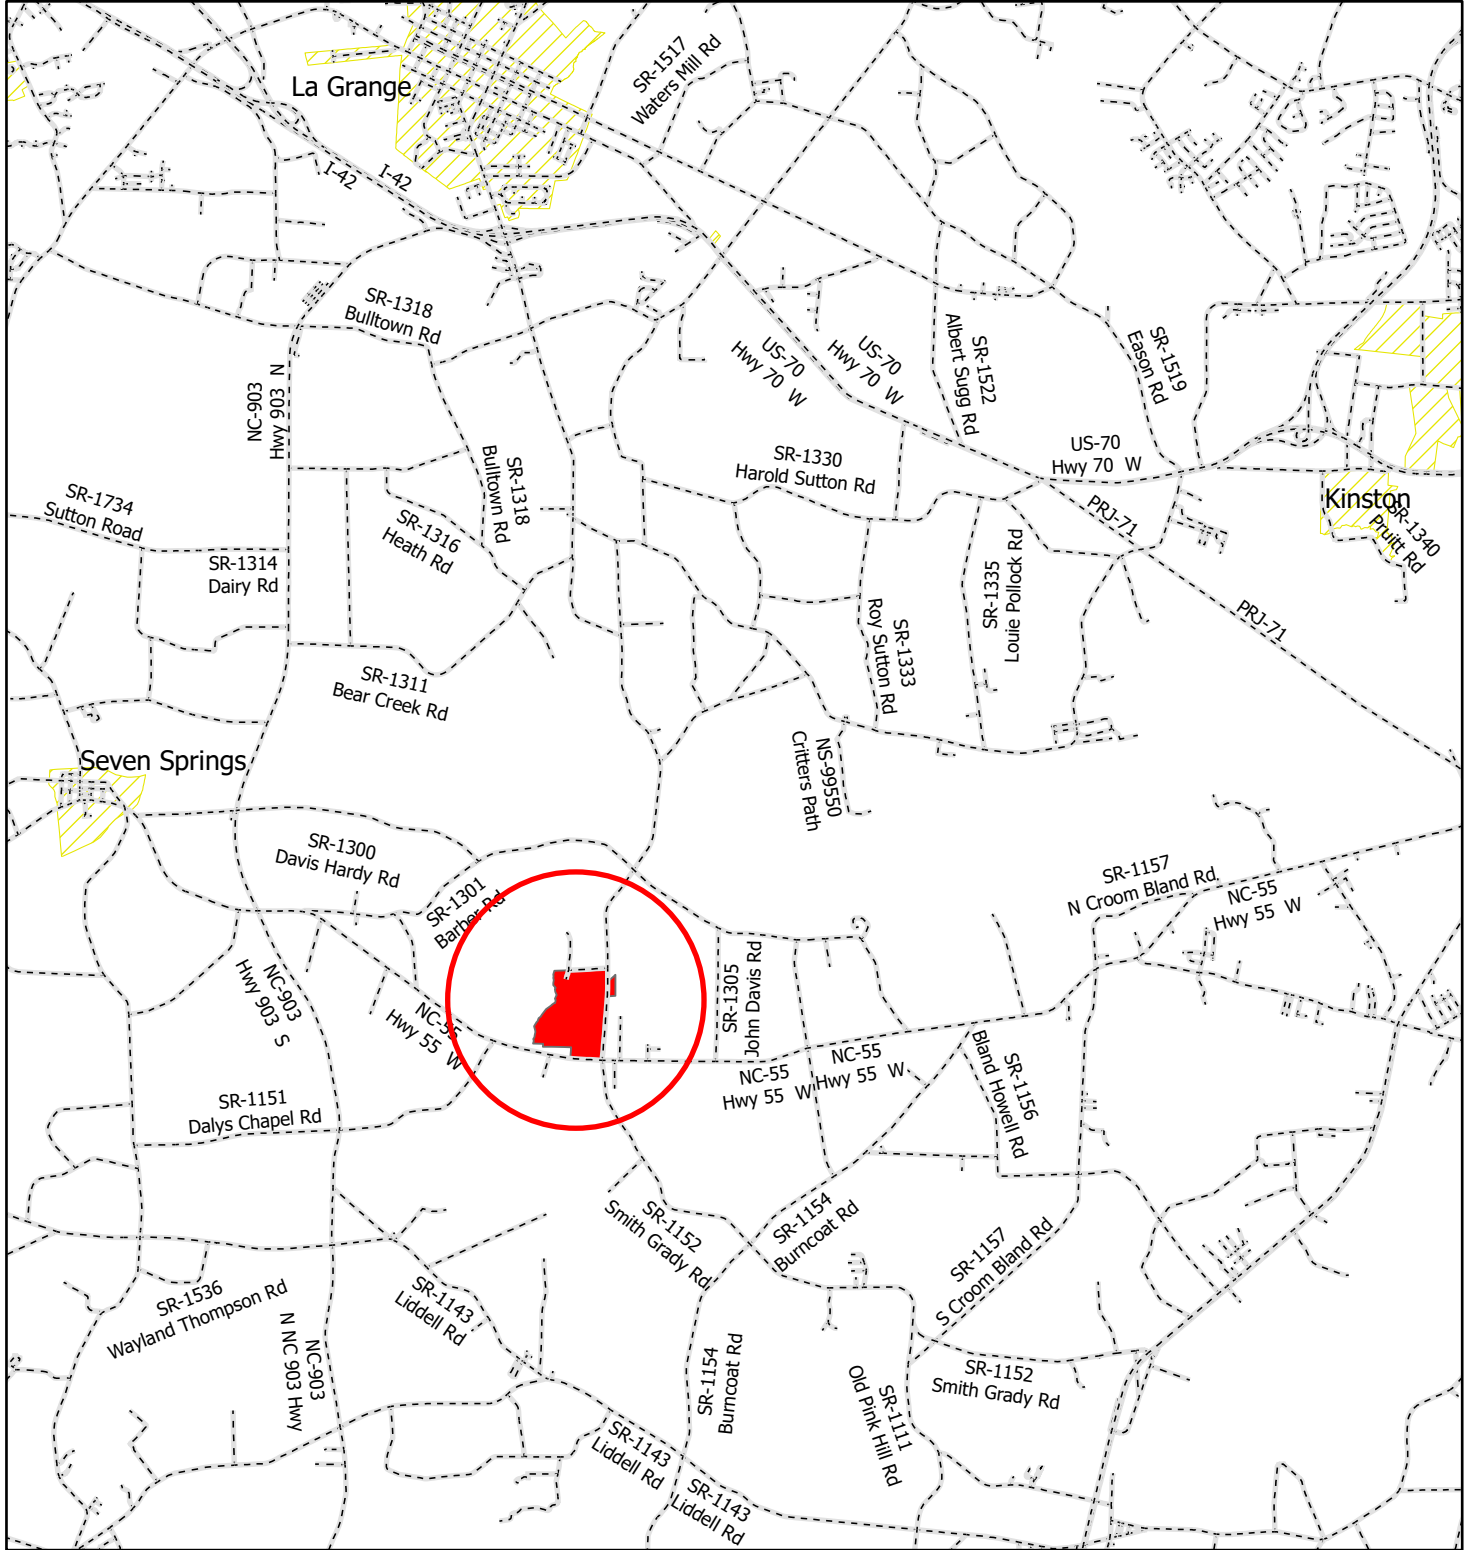 La Grange
SR-1517
Waters Mill Rd
I-42
I-42
SR-1318
Bulltown Rd
US-70
Hwy 70 W
US-70
Hwy 70 W
SR-1522
Albert Sugg Rd
SR-1519
Eason Rd
NC-903
Hwy 903 N
US-70
Hwy 70 W
SR-1318
Bulltown Rd
SR-1330
Harold Sutton Rd
SR-1734
Sutton Road
SR-1316
Heath Rd
PRJ-71
Kinston
SR-1340
Pruitt Rd
SR-1314
Dairy Rd
SR-1335
Louie Pollock Rd
SR-1333
Roy Sutton Rd
PRJ-71
SR-1311
Bear Creek Rd
Seven Springs
NS-99550
Critters Path
SR-1300
Davis Hardy Rd
SR-1301
Barber Rd
SR-1157
N Croom Bland Rd
NC-55
Hwy 55 W
NC-903
Hwy 903 S
SR-1305
John Davis Rd
NC-55
Hwy 55 W
NC-55
Hwy 55 W
NC-55
Hwy 55 W
SR-1156
Bland Howell Rd
SR-1151
Dalys Chapel Rd
SR-1152
Smith Grady Rd
SR-1154
Burncoat Rd
SR-1157
S Croom Bland Rd
SR-1536
Wayland Thompson Rd
SR-1143
Liddell Rd
NC-903
N NC 903 Hwy
SR-1154
Burncoat Rd
SR-1152
Smith Grady Rd
SR-1111
Old Pink Hill Rd
SR-1143
Liddell Rd
SR-1143
Liddell Rd